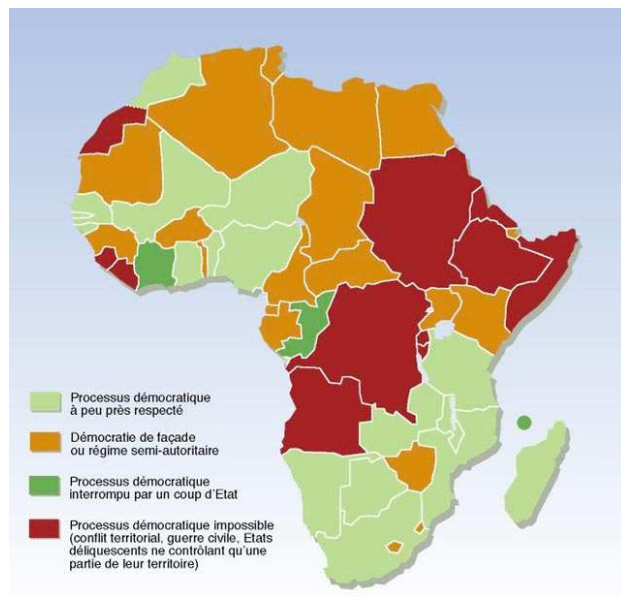 Processus démocratique
à peu près respecté
Démocratie de façade
ou régime semi-autoritaire
Processus démocratique
interrompu par un coup d'Etat
Processus démocratique impossible
(conflit territorial, guerre civile, Etats
déliquescents ne contrôlant qu'une
partie de leur territoire)